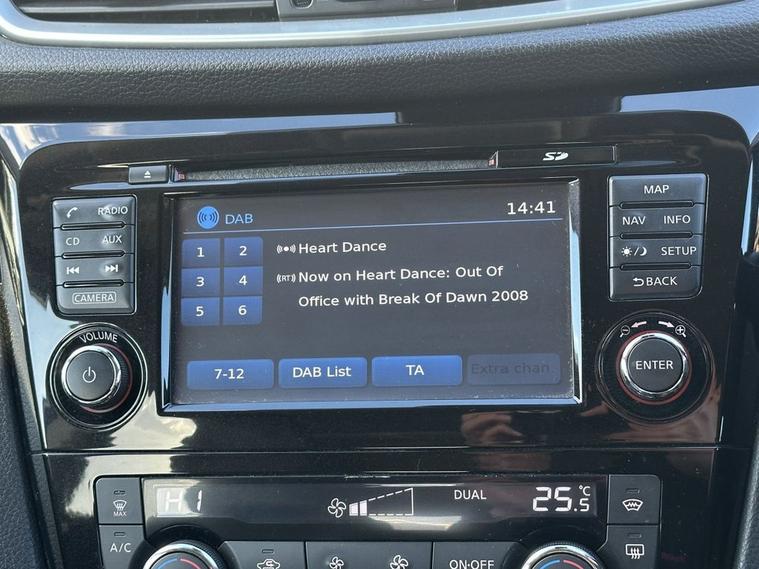 SD
MAP
RADIO
NAV INFO
CD AUX
SETUP
CAMERA
BACK
DAB 14:41
1 2 Heart Dance
3 4 Now on Heart Dance: Out Of
Office with Break Of Dawn 2008
5 6
7-12 DAB List TA Extra chan.
VOLUME
ENTER
HI DUAL 25.5 °C
MAX
A/C
ON·OFF